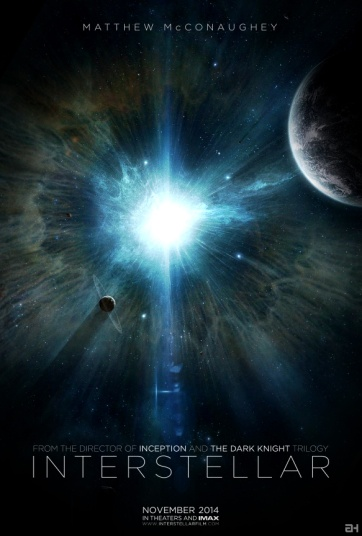 MATTHEW McCONAUGHEY
FROM THE DIRECTOR OF INCEPTION AND THE DARK KNIGHT TRILOGY
INTERSTELLAR
NOVEMBER 2014
IN THEATERS AND IMAX
WWW.INTERSTELLARFILM.COM